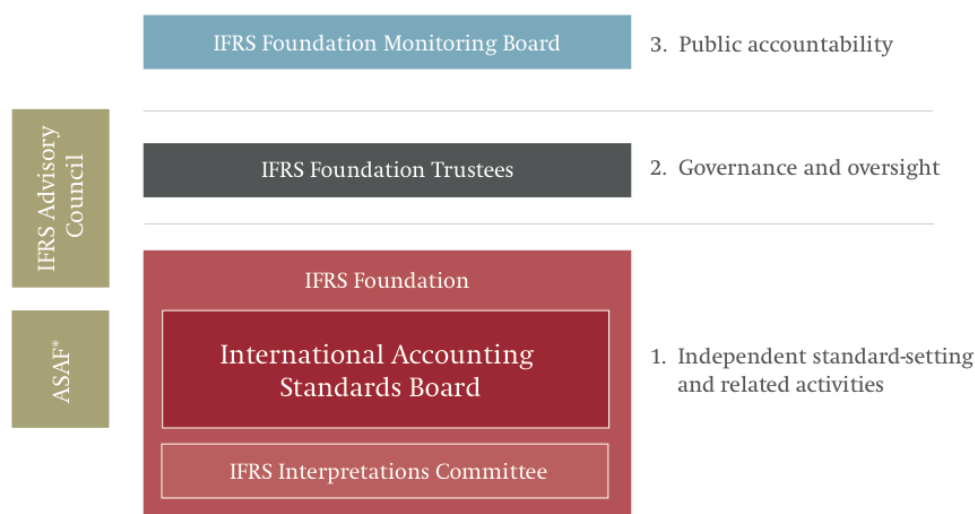 IFRS Foundation Monitoring Board
3. Public accountability
IFRS Advisory
Council
IFRS Foundation Trustees
2. Governance and oversight
IFRS Foundation
International Accounting
Standards Board
IFRS Interpretations Committee
ASAF*
1. Independent standard-setting
and related activities